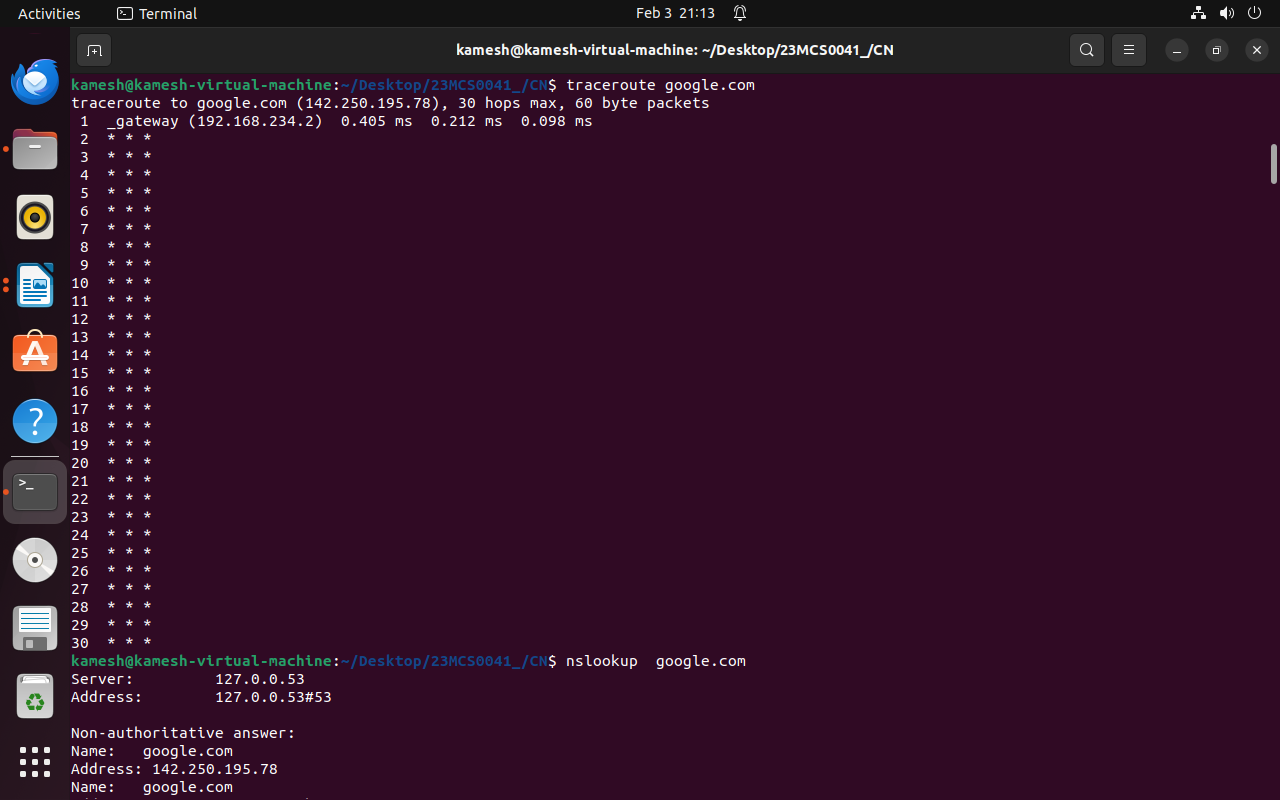 Activities
Terminal
Feb 3 21:13
kamesh@kamesh-virtual-machine: ~/Desktop/23MCS0041_/CN
kamesh@kamesh-virtual-machine:~/Desktop/23MCS0041_/CN$ traceroute google.com
traceroute to google.com (142.250.195.78), 30 hops max, 60 byte packets
 1  _gateway (192.168.234.2)  0.405 ms  0.212 ms  0.098 ms
 2  * * *
 3  * * *
 4  * * *
 5  * * *
 6  * * *
 7  * * *
 8  * * *
 9  * * *
10  * * *
11  * * *
12  * * *
13  * * *
14  * * *
15  * * *
16  * * *
17  * * *
18  * * *
19  * * *
20  * * *
21  * * *
22  * * *
23  * * *
24  * * *
25  * * *
26  * * *
27  * * *
28  * * *
29  * * *
30  * * *
kamesh@kamesh-virtual-machine:~/Desktop/23MCS0041_/CN$ nslookup  google.com
Server:         127.0.0.53
Address:        127.0.0.53#53

Non-authoritative answer:
Name:   google.com
Address: 142.250.195.78
Name:   google.com